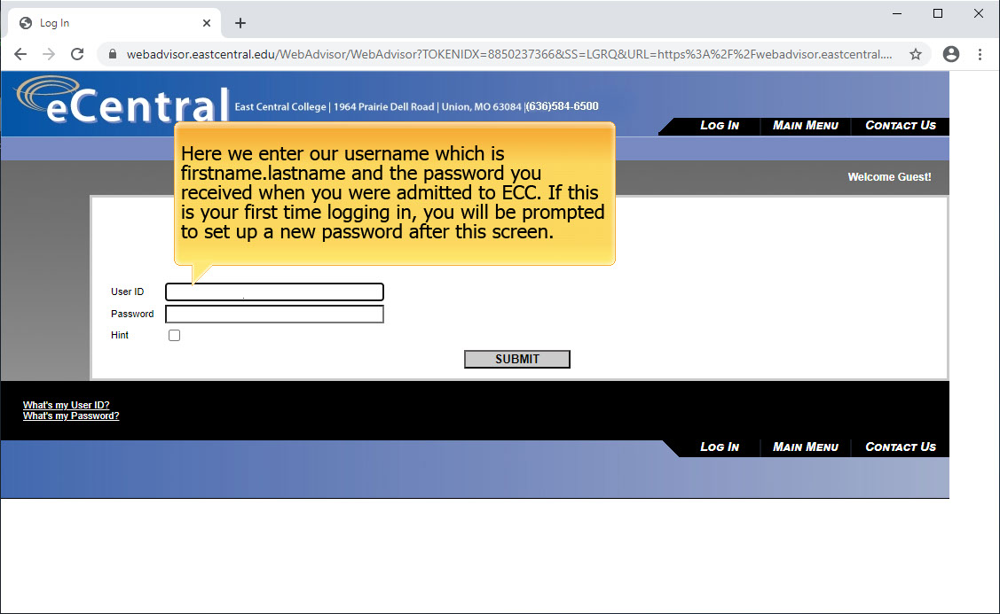 Log In
webadvisor.eastcentral.edu/WebAdvisor/WebAdvisor?TOKENIDX=8850237366&SS=LGRQ&URL=https%3A%2F%2Fwebadvisor.eastcentral....
eCentral
East Central College | 1964 Prairie Dell Road | Union, MO 63084 |(636)584-6500
LOG IN MAIN MENU CONTACT US
Welcome Guest!
Here we enter our username which is
firstname.lastname and the password you
received when you were admitted to ECC. If this
is your first time logging in, you will be prompted
to set up a new password after this screen.
User ID
Password
Hint
SUBMIT
What's my User ID?
What's my Password?
LOG IN MAIN MENU CONTACT US